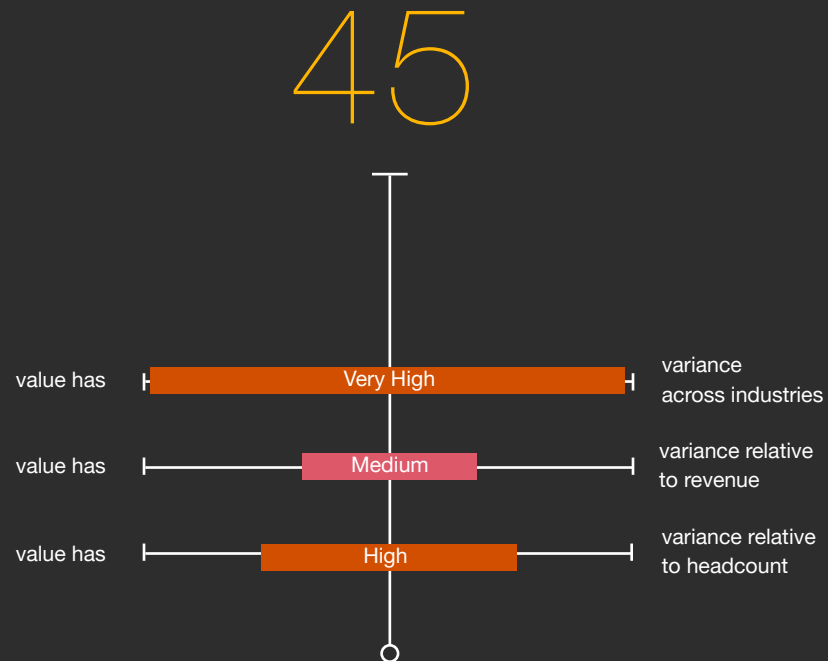 45
value has
Very High
variance
across industries
value has
Medium
variance relative
to revenue
value has
High
variance relative
to headcount